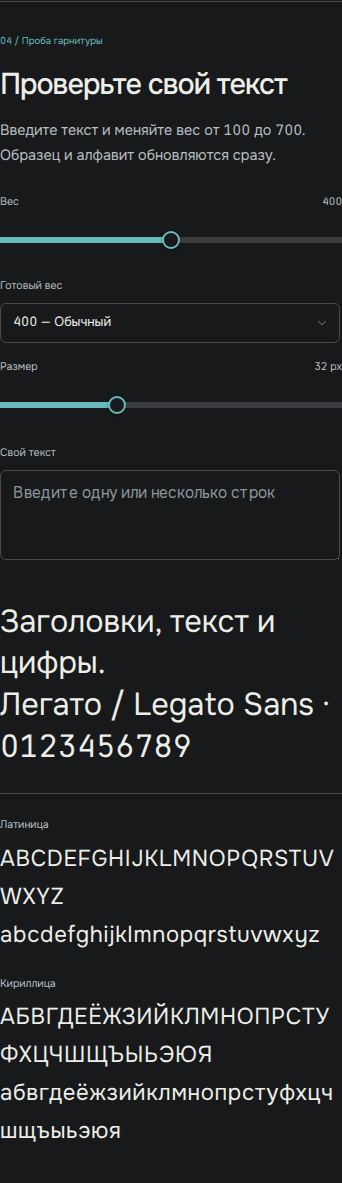 04 / Проба гарнитуры
Проверьте свой текст
Введите текст и меняйте вес от 100 до 700.
Образец и алфавит обновляются сразу.
Вес 400
Готовый вес
400 — Обычный
Размер 32 px
Свой текст
Введите одну или несколько строк
Заголовки, текст и
цифры.
Легато / Legato Sans ·
0123456789
Латиница
ABCDEFGHIJKLMNOPQRSTUV
WXYZ
abcdefghijklmnopqrstuvwxyz
Кириллица
АБВГДЕЁЖЗИЙКЛМНОПРСТУ
ФХЦЧШЩЪЫЬЭЮЯ
абвгдеёжзийклмнопрстуфхцч
шщъыьэюя